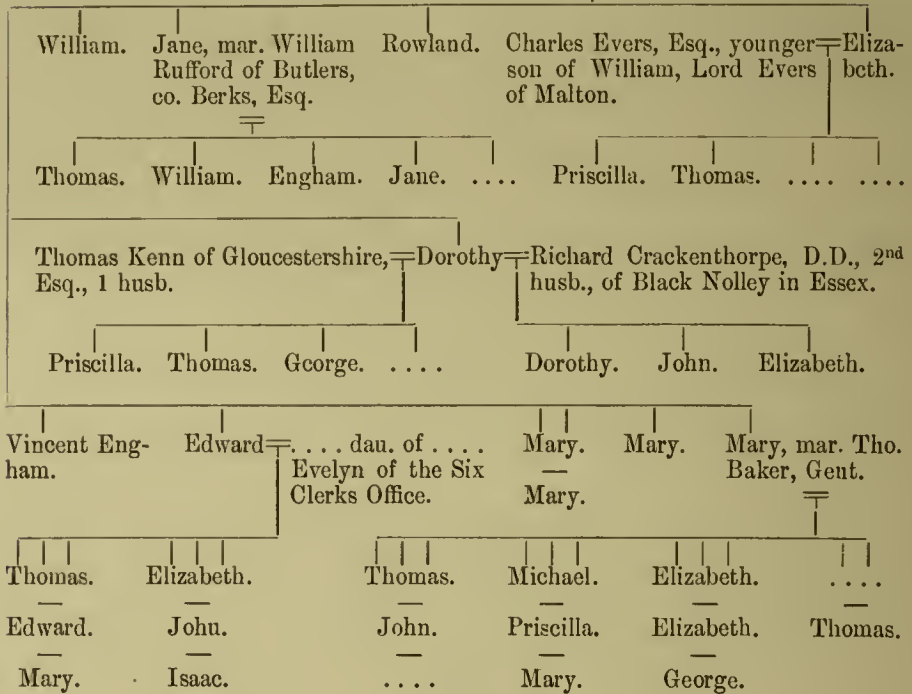 William. Jane, mar. William Rowland. Charles Evers, Esq., younger Eliza-
Rufford of Butlers, son of William, Lord Evers bcth.
co. Berks, Esq. of Malton.
Thomas. William. Engham. Jane. .... Priscilla. Thomas. .... ....
Thomas Kenn of Gloucestershire, Dorothy Richard Crackenthorpe, D.D., 2nd
Esq., 1 husb. husb., of Black Nolley in Essex.
Priscilla. Thomas. Gcorge. .... Dorothy. John. Elizabeth.
Vincent Eng- Edward .... dau. of .... Mary. Mary. Mary, mar. Tho.
ham. Evelyn of the Six — Baker, Gent.
Clerks Office. Mary.
Thomas. Elizabeth. Thomas. Michael. Elizabeth. ....
— — — — — —
Edward. Johu. John. Priscilla. Elizabeth. Thomas.
— — — — —
Mary. Isaac. .... Mary. George.